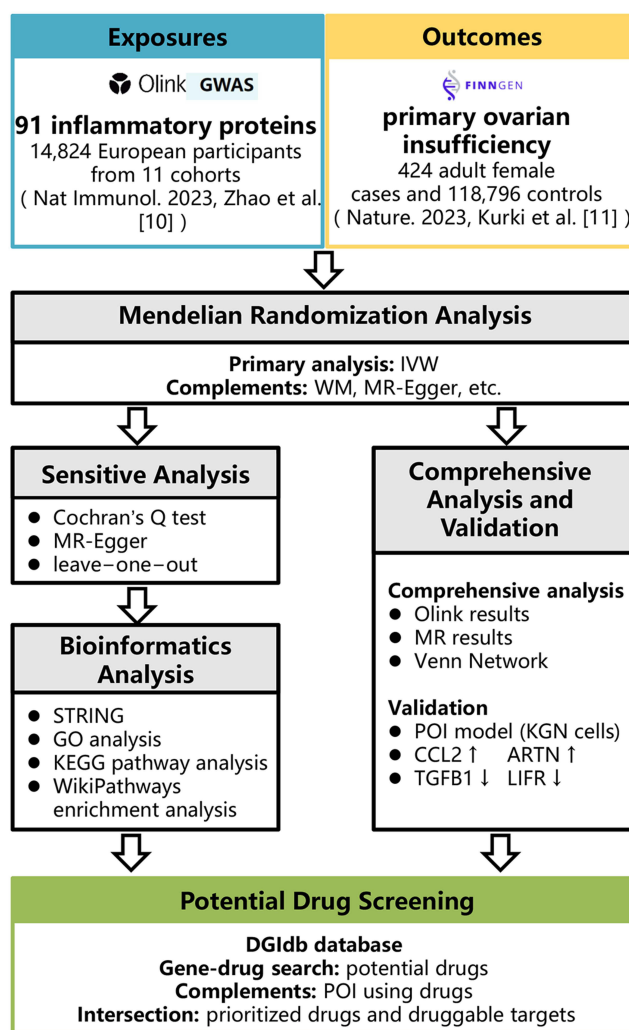 Exposures
Olink GWAS
91 inflammatory proteins
14,824 European participants
from 11 cohorts
( Nat Immunol. 2023, Zhao et al.
[10] )
Outcomes
FINNGEN
primary ovarian
insufficiency
424 adult female
cases and 118,796 controls
( Nature. 2023, Kurki et al. [11] )
Mendelian Randomization Analysis
Primary analysis: IVW
Complements: WM, MR-Egger, etc.
Sensitive Analysis
● Cochran's Q test
● MR-Egger
● leave-one-out
Bioinformatics
Analysis
● STRING
● GO analysis
● KEGG pathway analysis
● WikiPathways
enrichment analysis
Comprehensive
Analysis and
Validation
Comprehensive analysis
● Olink results
● MR results
● Venn Network
Validation
● POI model (KGN cells)
● CCL2 ↑ ARTN ↑
● TGFB1 ↓ LIFR ↓
Potential Drug Screening
DGIdb database
Gene-drug search: potential drugs
Complements: POI using drugs
Intersection: prioritized drugs and druggable targets